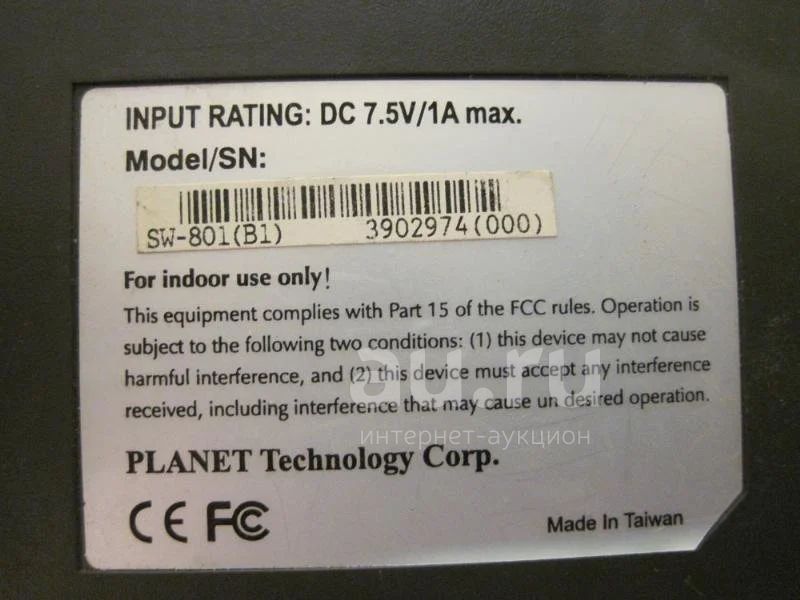 INPUT RATING: DC 7.5V/1A max.
Model/SN:
SW-801(B1) 3902974(000)
For indoor use only!
This equipment complies with Part 15 of the FCC rules. Operation is
subject to the following two conditions: (1) this device may not cause
harmful interference, and (2) this device must accept any interference
received, including interference that may cause un desired operation.
au.ru
интернет-аукцион
PLANET Technology Corp.
CE FC
Made In Taiwan